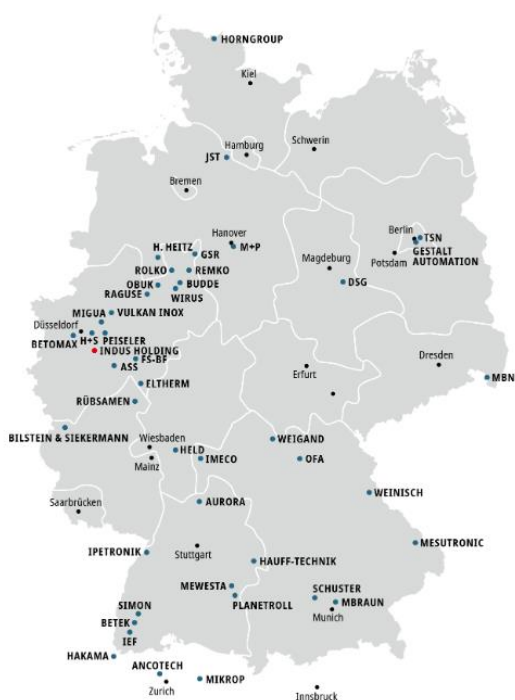 HORNGROUP
Kiel
Hamburg
Schwerin
JST
Bremen
Hanover
M+P
Berlin
TSN
GESTALT
AUTOMATION
Potsdam
H. HEITZ
GSR
Magdeburg
DSG
ROLKO
REMKO
OBUK
BUDDE
RAGUSE
WIRUS
VULKAN INOX
MIGUA
Düsseldorf
BETOMAX
H+S
PEISELER
INDUS HOLDING
FS-BF
ASS
ELTHERM
Erfurt
Dresden
MBN
RÜBSAMEN
BILSTEIN & SIEKERMANN
Wiesbaden
Mainz
HELD
IMECO
WEIGAND
OFA
Saarbrücken
AURORA
WEINISCH
IPETRONIK
Stuttgart
HAUFF-TECHNIK
MESUTRONIC
MEWESTA
PLANETROLL
SCHUSTER
MBRAUN
Munich
SIMON
BETEK
IEF
HAKAMA
ANCOTECH
Zurich
MIKROP
Innsbruck